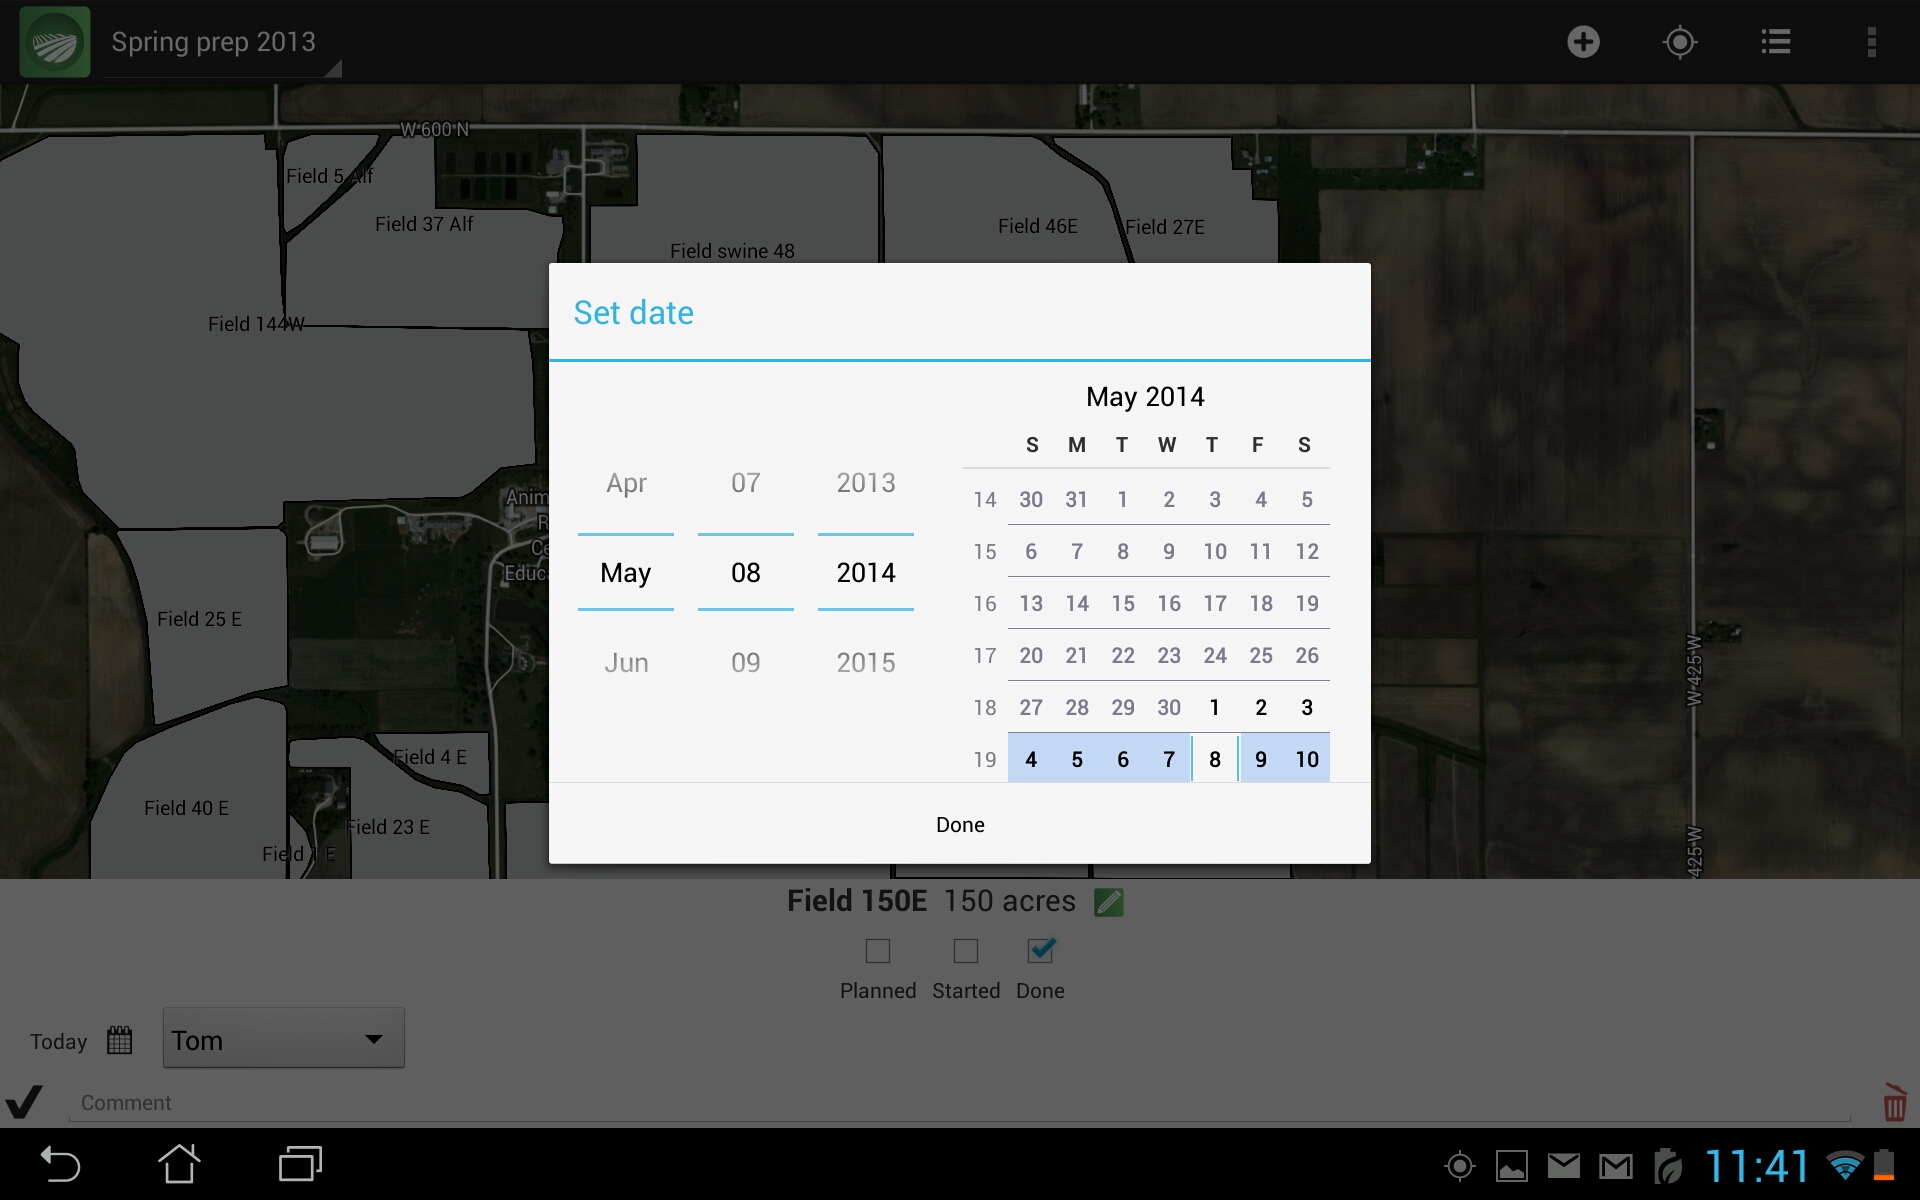 Spring prep 2013
W 600 N
Field 5 Alf
Field 37 Alf
Field swine 48
Field 46E
Field 27E
Field 144W
Set date
May 2014
S M T W T F S
Apr 07 2013
14 30 31 1 2 3 4 5
15 6 7 8 9 10 11 12
May 08 2014
16 13 14 15 16 17 18 19
Jun 09 2015
17 20 21 22 23 24 25 26
18 27 28 29 30 1 2 3
19 4 5 6 7 8 9 10
Done
Anim
R
Ce
Educ
Field 25 E
W 425 W
Field 4 E
Field 40 E
Field 23 E
Field 1 E
425 W
Field 150E 150 acres
Planned Started Done
Today Tom
Comment
11:41